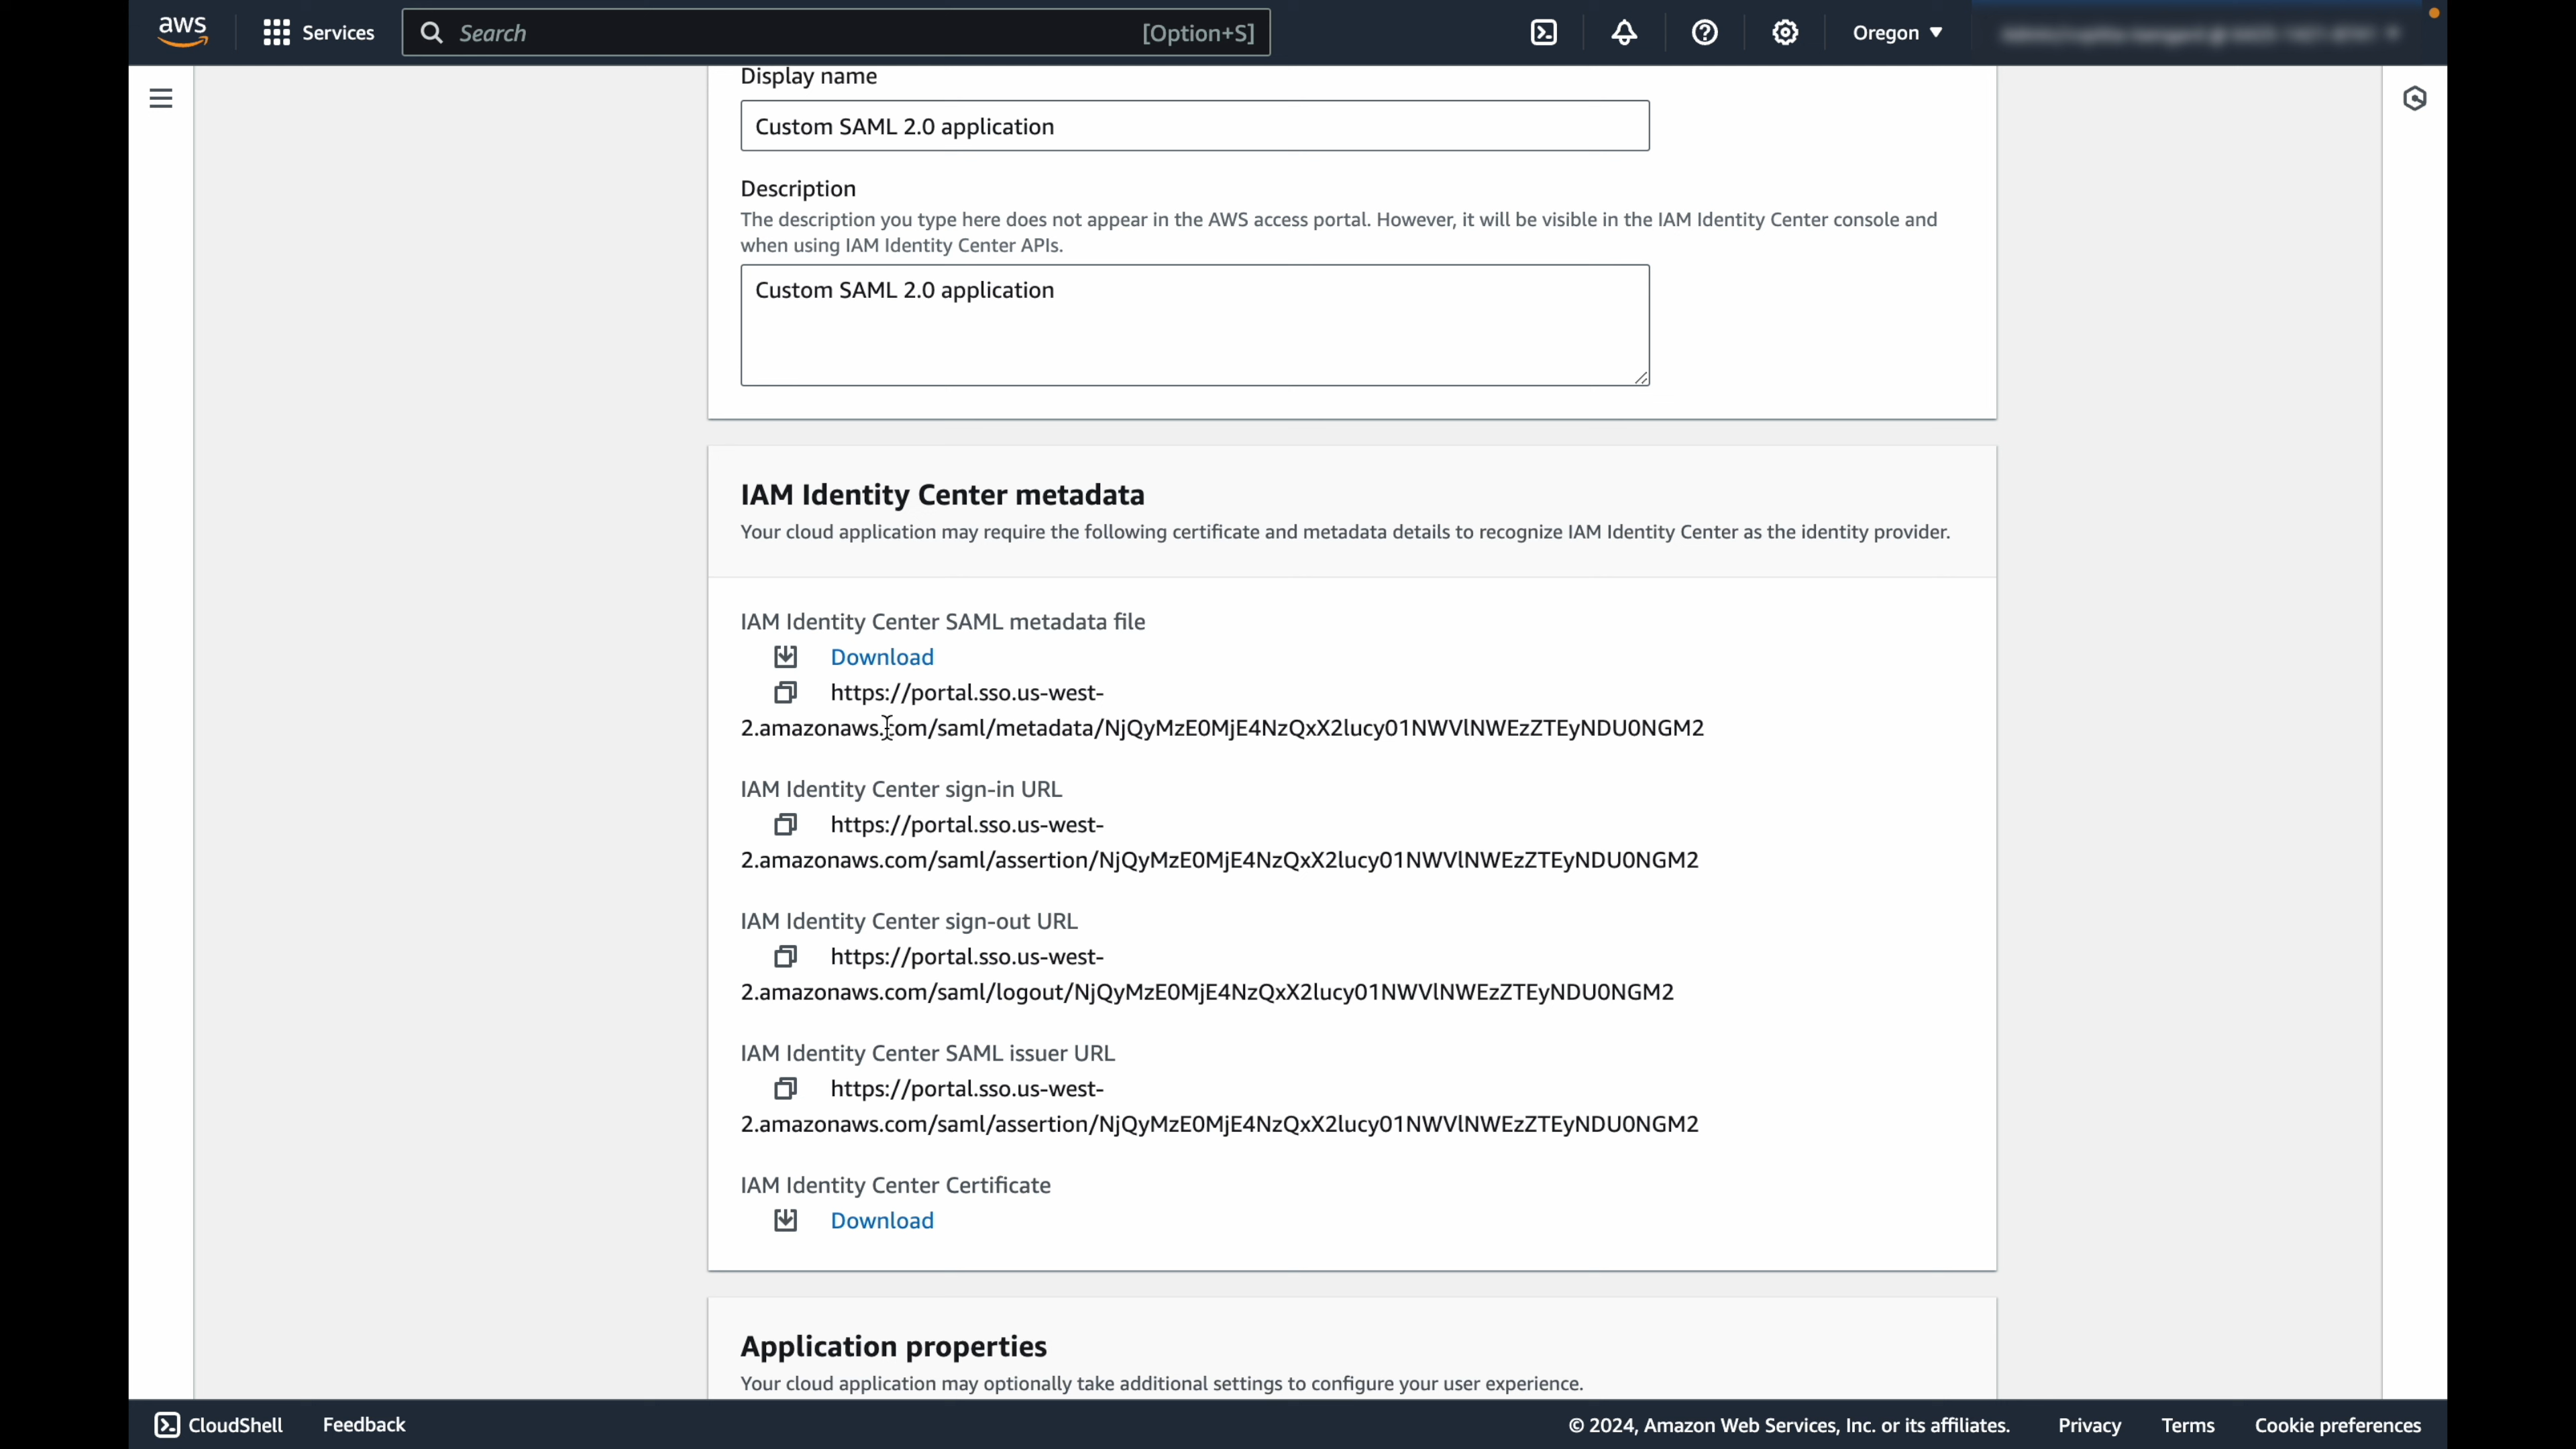 aws
Services
Search
[Option+S]
Oregon
Display name
Custom SAML 2.0 application
Description
The description you type here does not appear in the AWS access portal. However, it will be visible in the IAM Identity Center console and
when using IAM Identity Center APIs.
Custom SAML 2.0 application
IAM Identity Center metadata
Your cloud application may require the following certificate and metadata details to recognize IAM Identity Center as the identity provider.
IAM Identity Center SAML metadata file
Download
https://portal.sso.us-west-
2.amazonaws.com/saml/metadata/NjQyMzE0MjE4NzQxX2lucy01NWVlNWEzZTEyNDU0NGM2
IAM Identity Center sign-in URL
https://portal.sso.us-west-
2.amazonaws.com/saml/assertion/NjQyMzE0MjE4NzQxX2lucy01NWVlNWEzZTEyNDU0NGM2
IAM Identity Center sign-out URL
https://portal.sso.us-west-
2.amazonaws.com/saml/logout/NjQyMzE0MjE4NzQxX2lucy01NWVlNWEzZTEyNDU0NGM2
IAM Identity Center SAML issuer URL
https://portal.sso.us-west-
2.amazonaws.com/saml/assertion/NjQyMzE0MjE4NzQxX2lucy01NWVlNWEzZTEyNDU0NGM2
IAM Identity Center Certificate
Download
Application properties
Your cloud application may optionally take additional settings to configure your user experience.
CloudShell
Feedback
© 2024, Amazon Web Services, Inc. or its affiliates.
Privacy
Terms
Cookie preferences